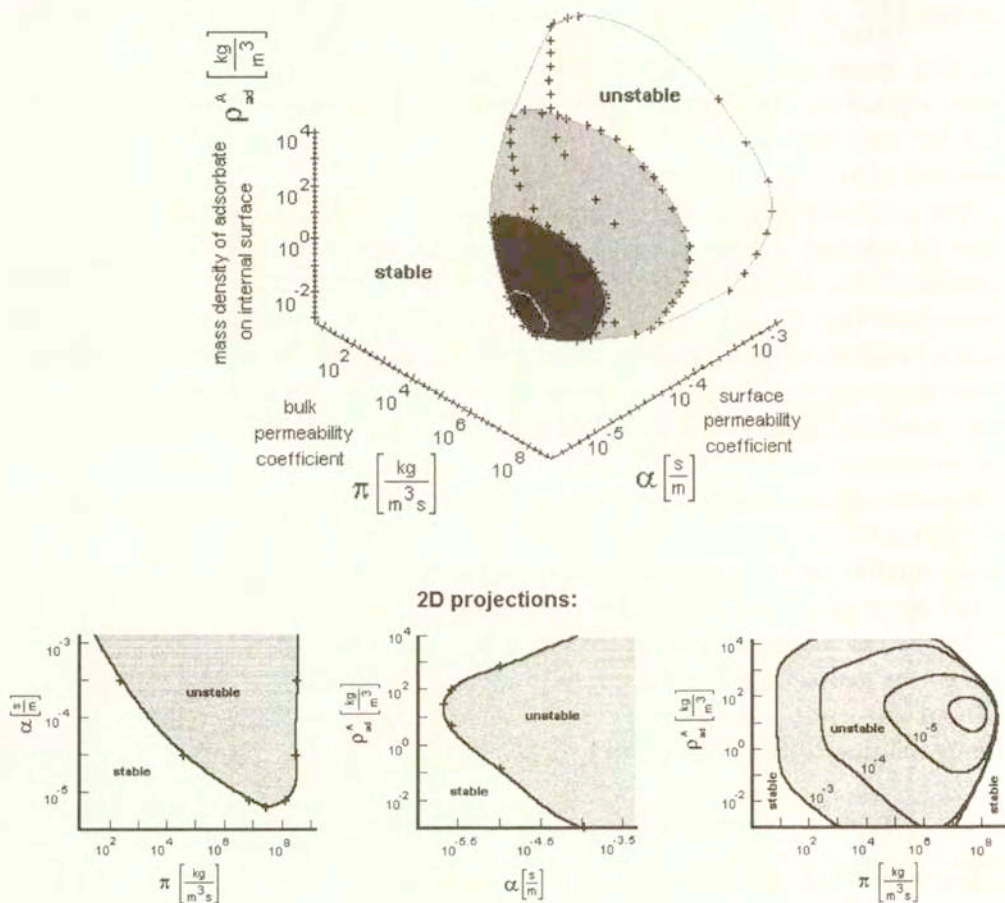 ρ_ad^A [kg/m^3]
mass density of adsorbate
on internal surface
10^4
10^2
10^0
10^-2
stable
unstable
10^2
10^4
10^6
10^8
bulk
permeability
coefficient
π [kg/m^3 s]
10^-5
10^-4
10^-3
surface
permeability
coefficient
α [s/m]
2D projections:
α [s/m]
10^-3
10^-4
10^-5
unstable
stable
10^2
10^4
10^6
10^8
π [kg/m^3 s]
ρ_ad^A [kg/m^3]
10^4
10^2
10^0
10^-2
unstable
stable
10^-5.5
10^-4.5
10^-3.5
α [s/m]
ρ_ad^A [kg/m^3]
10^4
10^2
10^0
10^-2
stable
unstable
10^-3
10^-4
10^-5
stable
10^2
10^4
10^6
10^8
π [kg/m^3 s]